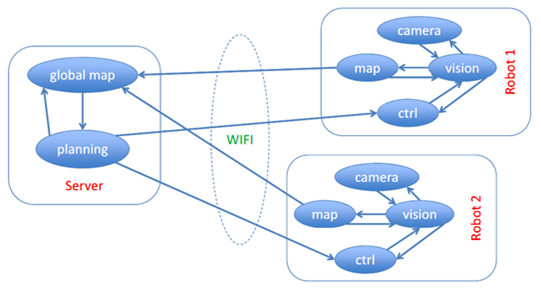 global map
planning
Server
WIFI
camera
map
vision
ctrl
Robot 1
camera
map
vision
ctrl
Robot 2